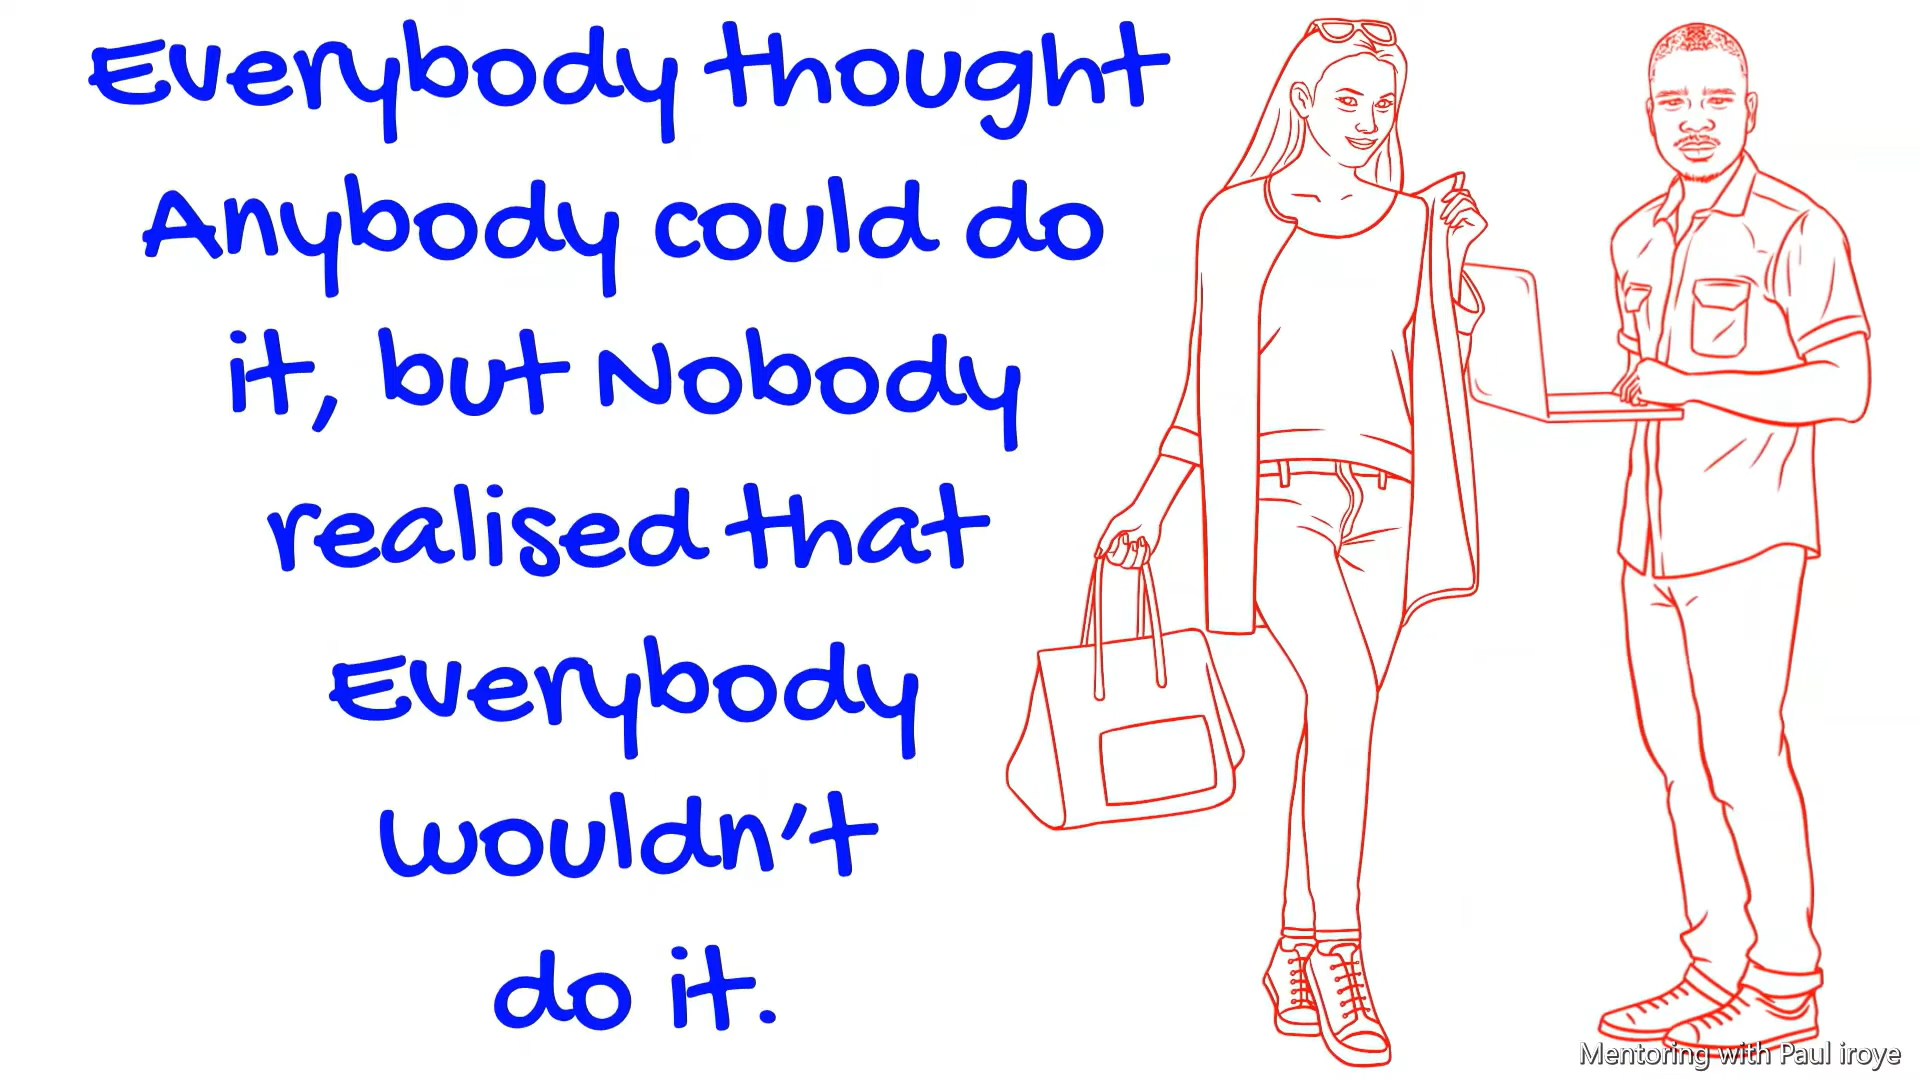 Everybody thought
Anybody could do
it, but Nobody
realised that
Everybody
wouldn't
do it.
Mentoring with Paul iroye